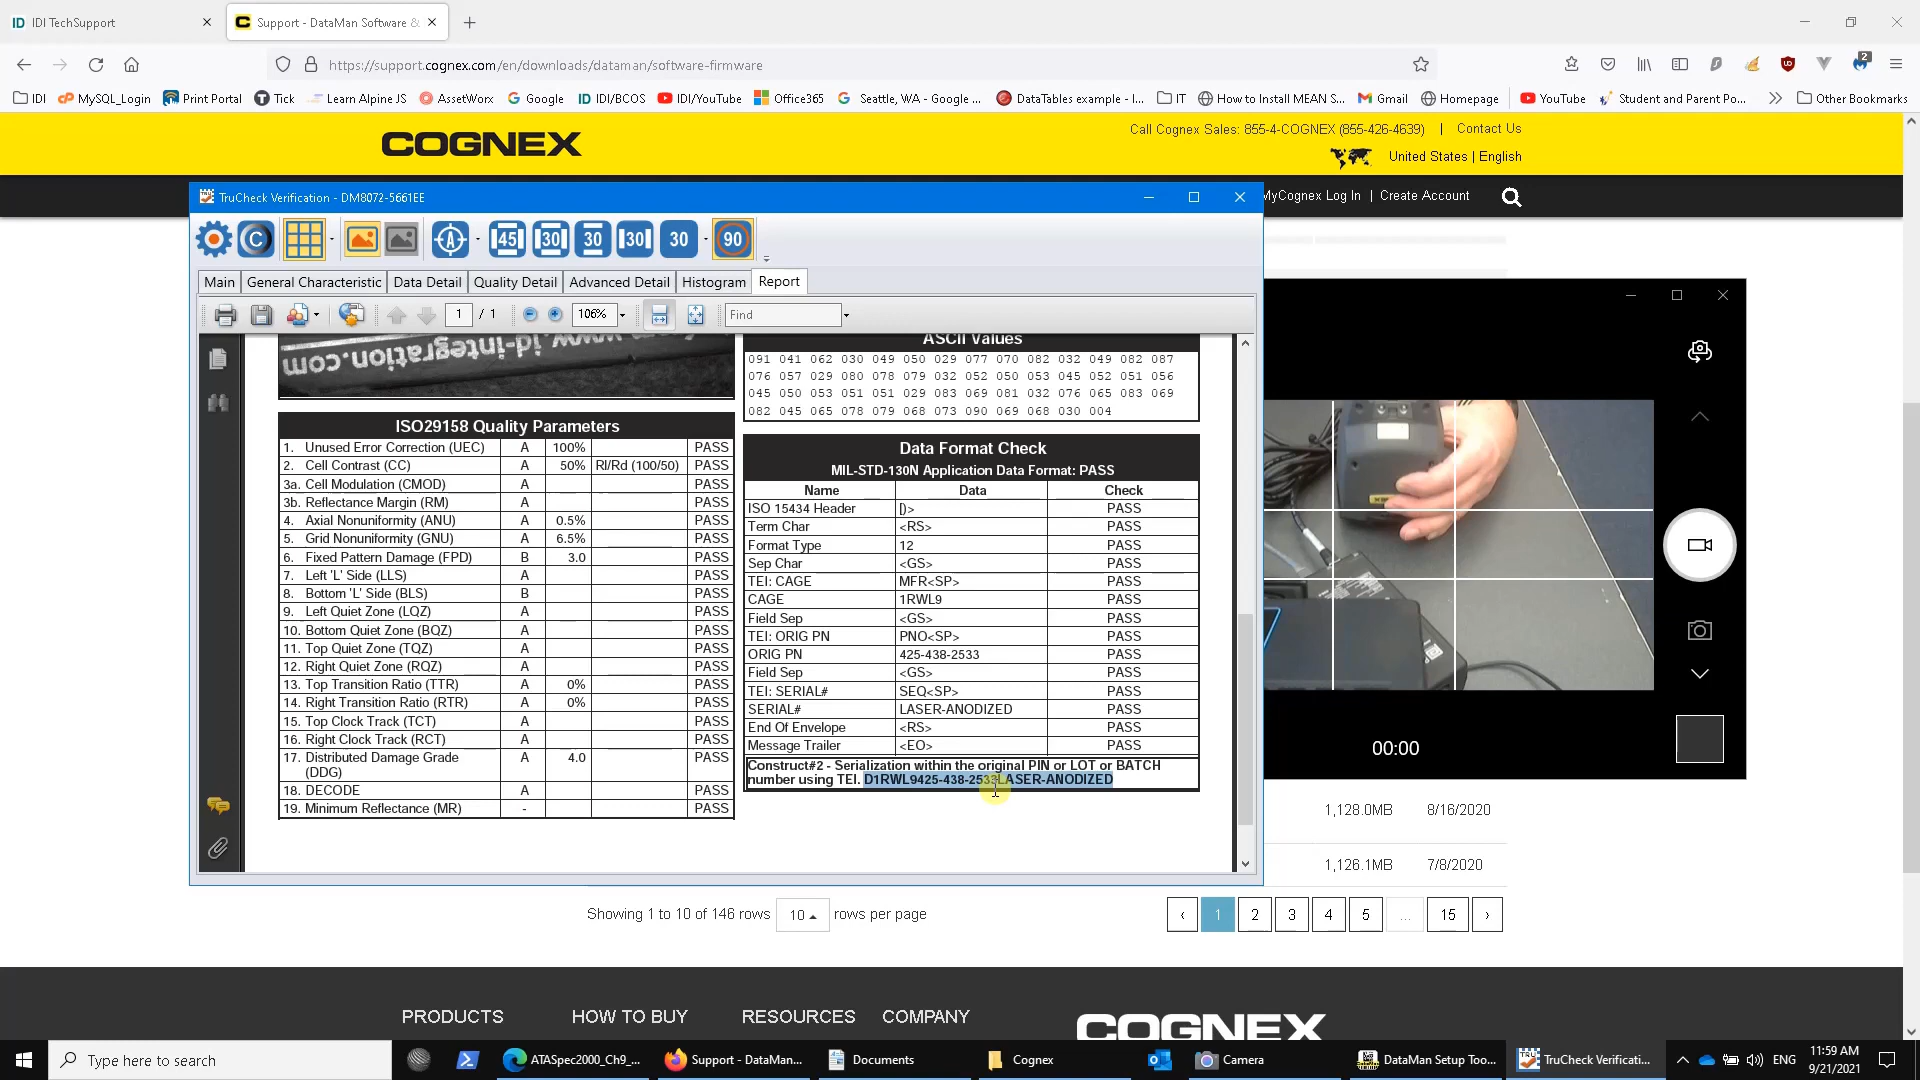 IDI TechSupport
Support - DataMan Software &
https://support.cognex.com/en/downloads/dataman/software-firmware
2
IDI
MySQL_Login
Print Portal
Tick
Learn Alpine JS
AssetWorx
Google
IDI/BCOS
IDI/YouTube
Office365
Seattle, WA - Google ...
DataTables example - I...
IT
How to Install MEAN S...
Gmail
Homepage
YouTube
Student and Parent Po...
Other Bookmarks
COGNEX
Call Cognex Sales: 855-4-COGNEX (855-426-4639) | Contact Us
United States | English
MyCognex Log In | Create Account
TruCheck Verification - DM8072-5661EE
45 30 30 30 30 90
Main General Characteristic Data Detail Quality Detail Advanced Detail Histogram Report
1 / 1 106% Find
www.id-integration.com
ASCII Values
091 041 062 030 049 050 029 077 070 082 032 049 082 087
076 057 029 080 078 079 032 052 050 053 045 052 051 056
045 050 053 051 051 029 083 069 081 032 076 065 083 069
082 045 065 078 079 068 073 090 069 068 030 004
ISO29158 Quality Parameters
1. Unused Error Correction (UEC) A 100% PASS
2. Cell Contrast (CC) A 50% Rl/Rd (100/50) PASS
3a. Cell Modulation (CMOD) A PASS
3b. Reflectance Margin (RM) A PASS
4. Axial Nonuniformity (ANU) A 0.5% PASS
5. Grid Nonuniformity (GNU) A 6.5% PASS
6. Fixed Pattern Damage (FPD) B 3.0 PASS
7. Left 'L' Side (LLS) A PASS
8. Bottom 'L' Side (BLS) B PASS
9. Left Quiet Zone (LQZ) A PASS
10. Bottom Quiet Zone (BQZ) A PASS
11. Top Quiet Zone (TQZ) A PASS
12. Right Quiet Zone (RQZ) A PASS
13. Top Transition Ratio (TTR) A 0% PASS
14. Right Transition Ratio (RTR) A 0% PASS
15. Top Clock Track (TCT) A PASS
16. Right Clock Track (RCT) A PASS
17. Distributed Damage Grade A 4.0 PASS
(DDG)
18. DECODE A PASS
19. Minimum Reflectance (MR) - PASS
Data Format Check
MIL-STD-130N Application Data Format: PASS
Name Data Check
ISO 15434 Header [)> PASS
Term Char <RS> PASS
Format Type 12 PASS
Sep Char <GS> PASS
TEI: CAGE MFR<SP> PASS
CAGE 1RWL9 PASS
Field Sep <GS> PASS
TEI: ORIG PN PNO<SP> PASS
ORIG PN 425-438-2533 PASS
Field Sep <GS> PASS
TEI: SERIAL# SEQ<SP> PASS
SERIAL# LASER-ANODIZED PASS
End Of Envelope <RS> PASS
Message Trailer <EO> PASS
Construct#2 - Serialization within the original PIN or LOT or BATCH
number using TEI. D1RWL9425-438-2533LASER-ANODIZED
00:00
1,128.0MB 8/16/2020
1,126.1MB 7/8/2020
Showing 1 to 10 of 146 rows 10 rows per page
‹ 1 2 3 4 5 ... 15 ›
PRODUCTS HOW TO BUY RESOURCES COMPANY
COGNEX
Type here to search
ATASpec2000_Ch9_...
Support - DataMan...
Documents
Cognex
Camera
DataMan Setup Too...
TruCheck Verificati...
ENG
11:59 AM
9/21/2021